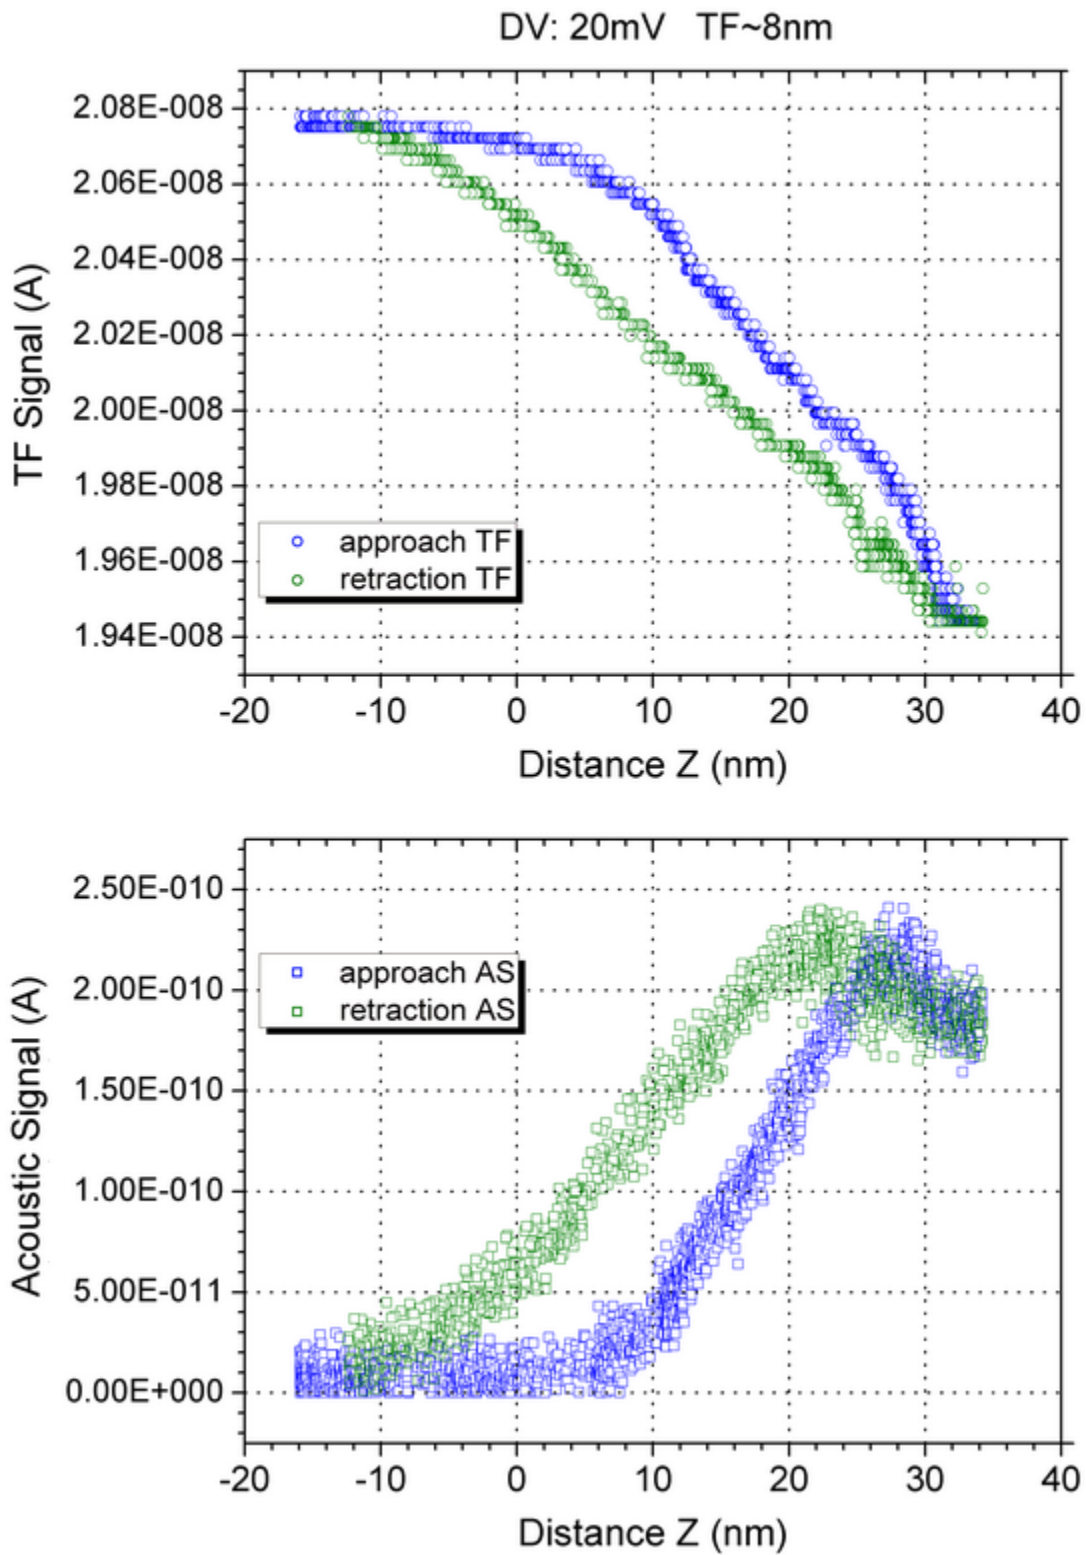 DV: 20mV TF~8nm
2.08E-008
2.06E-008
2.04E-008
2.02E-008
2.00E-008
1.98E-008
1.96E-008
1.94E-008
TF Signal (A)
approach TF
retraction TF
-20 -10 0 10 20 30 40
Distance Z (nm)
2.50E-010
2.00E-010
1.50E-010
1.00E-010
5.00E-011
0.00E+000
Acoustic Signal (A)
approach AS
retraction AS
-20 -10 0 10 20 30 40
Distance Z (nm)